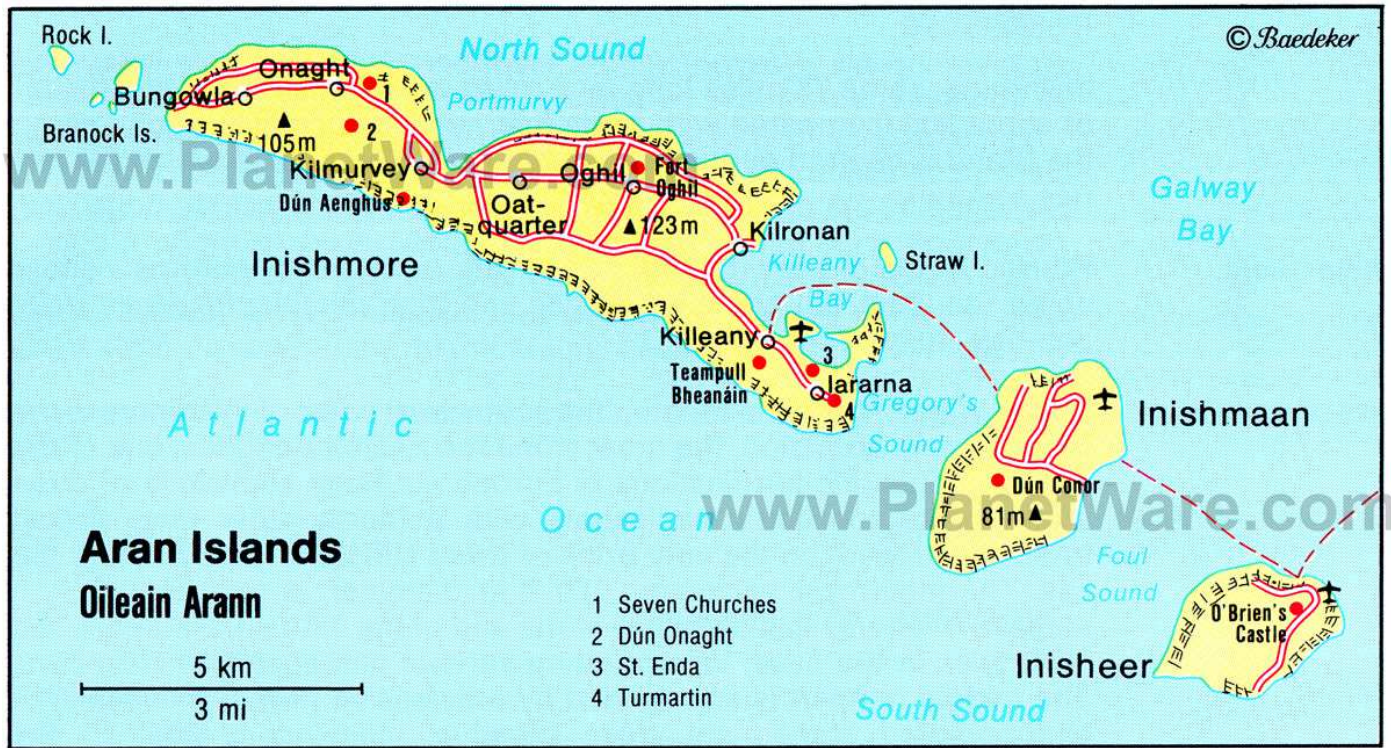 Rock I.
North Sound
© Baedeker
Onaght
Bungowla
1
Portmurvy
Branock Is.
105m
2
www.PlanetWare.com
Kilmurvey
Oghil
Fort
Oghil
Dún Aenghus
Oat-
quarter
123m
Galway
Bay
Inishmore
Kilronan
Killeany
Bay
Straw I.
Killeany
3
Teampull
Bheanáin
Iararna
4
Gregory's
Sound
Atlantic
Ocean
Inishmaan
Dún Conor
81m
www.PlanetWare.com
Foul
Sound
O'Brien's
Castle
Inisheer
South Sound
Aran Islands
Oileain Arann
5 km
3 mi
1 Seven Churches
2 Dún Onaght
3 St. Enda
4 Turmartin